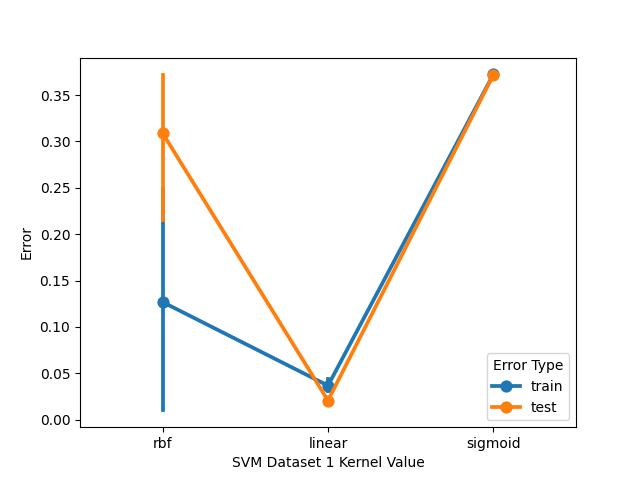 0.35
0.30
0.25
0.20
0.15
0.10
0.05
0.00
Error
rbf
linear
sigmoid
SVM Dataset 1 Kernel Value
Error Type
train
test